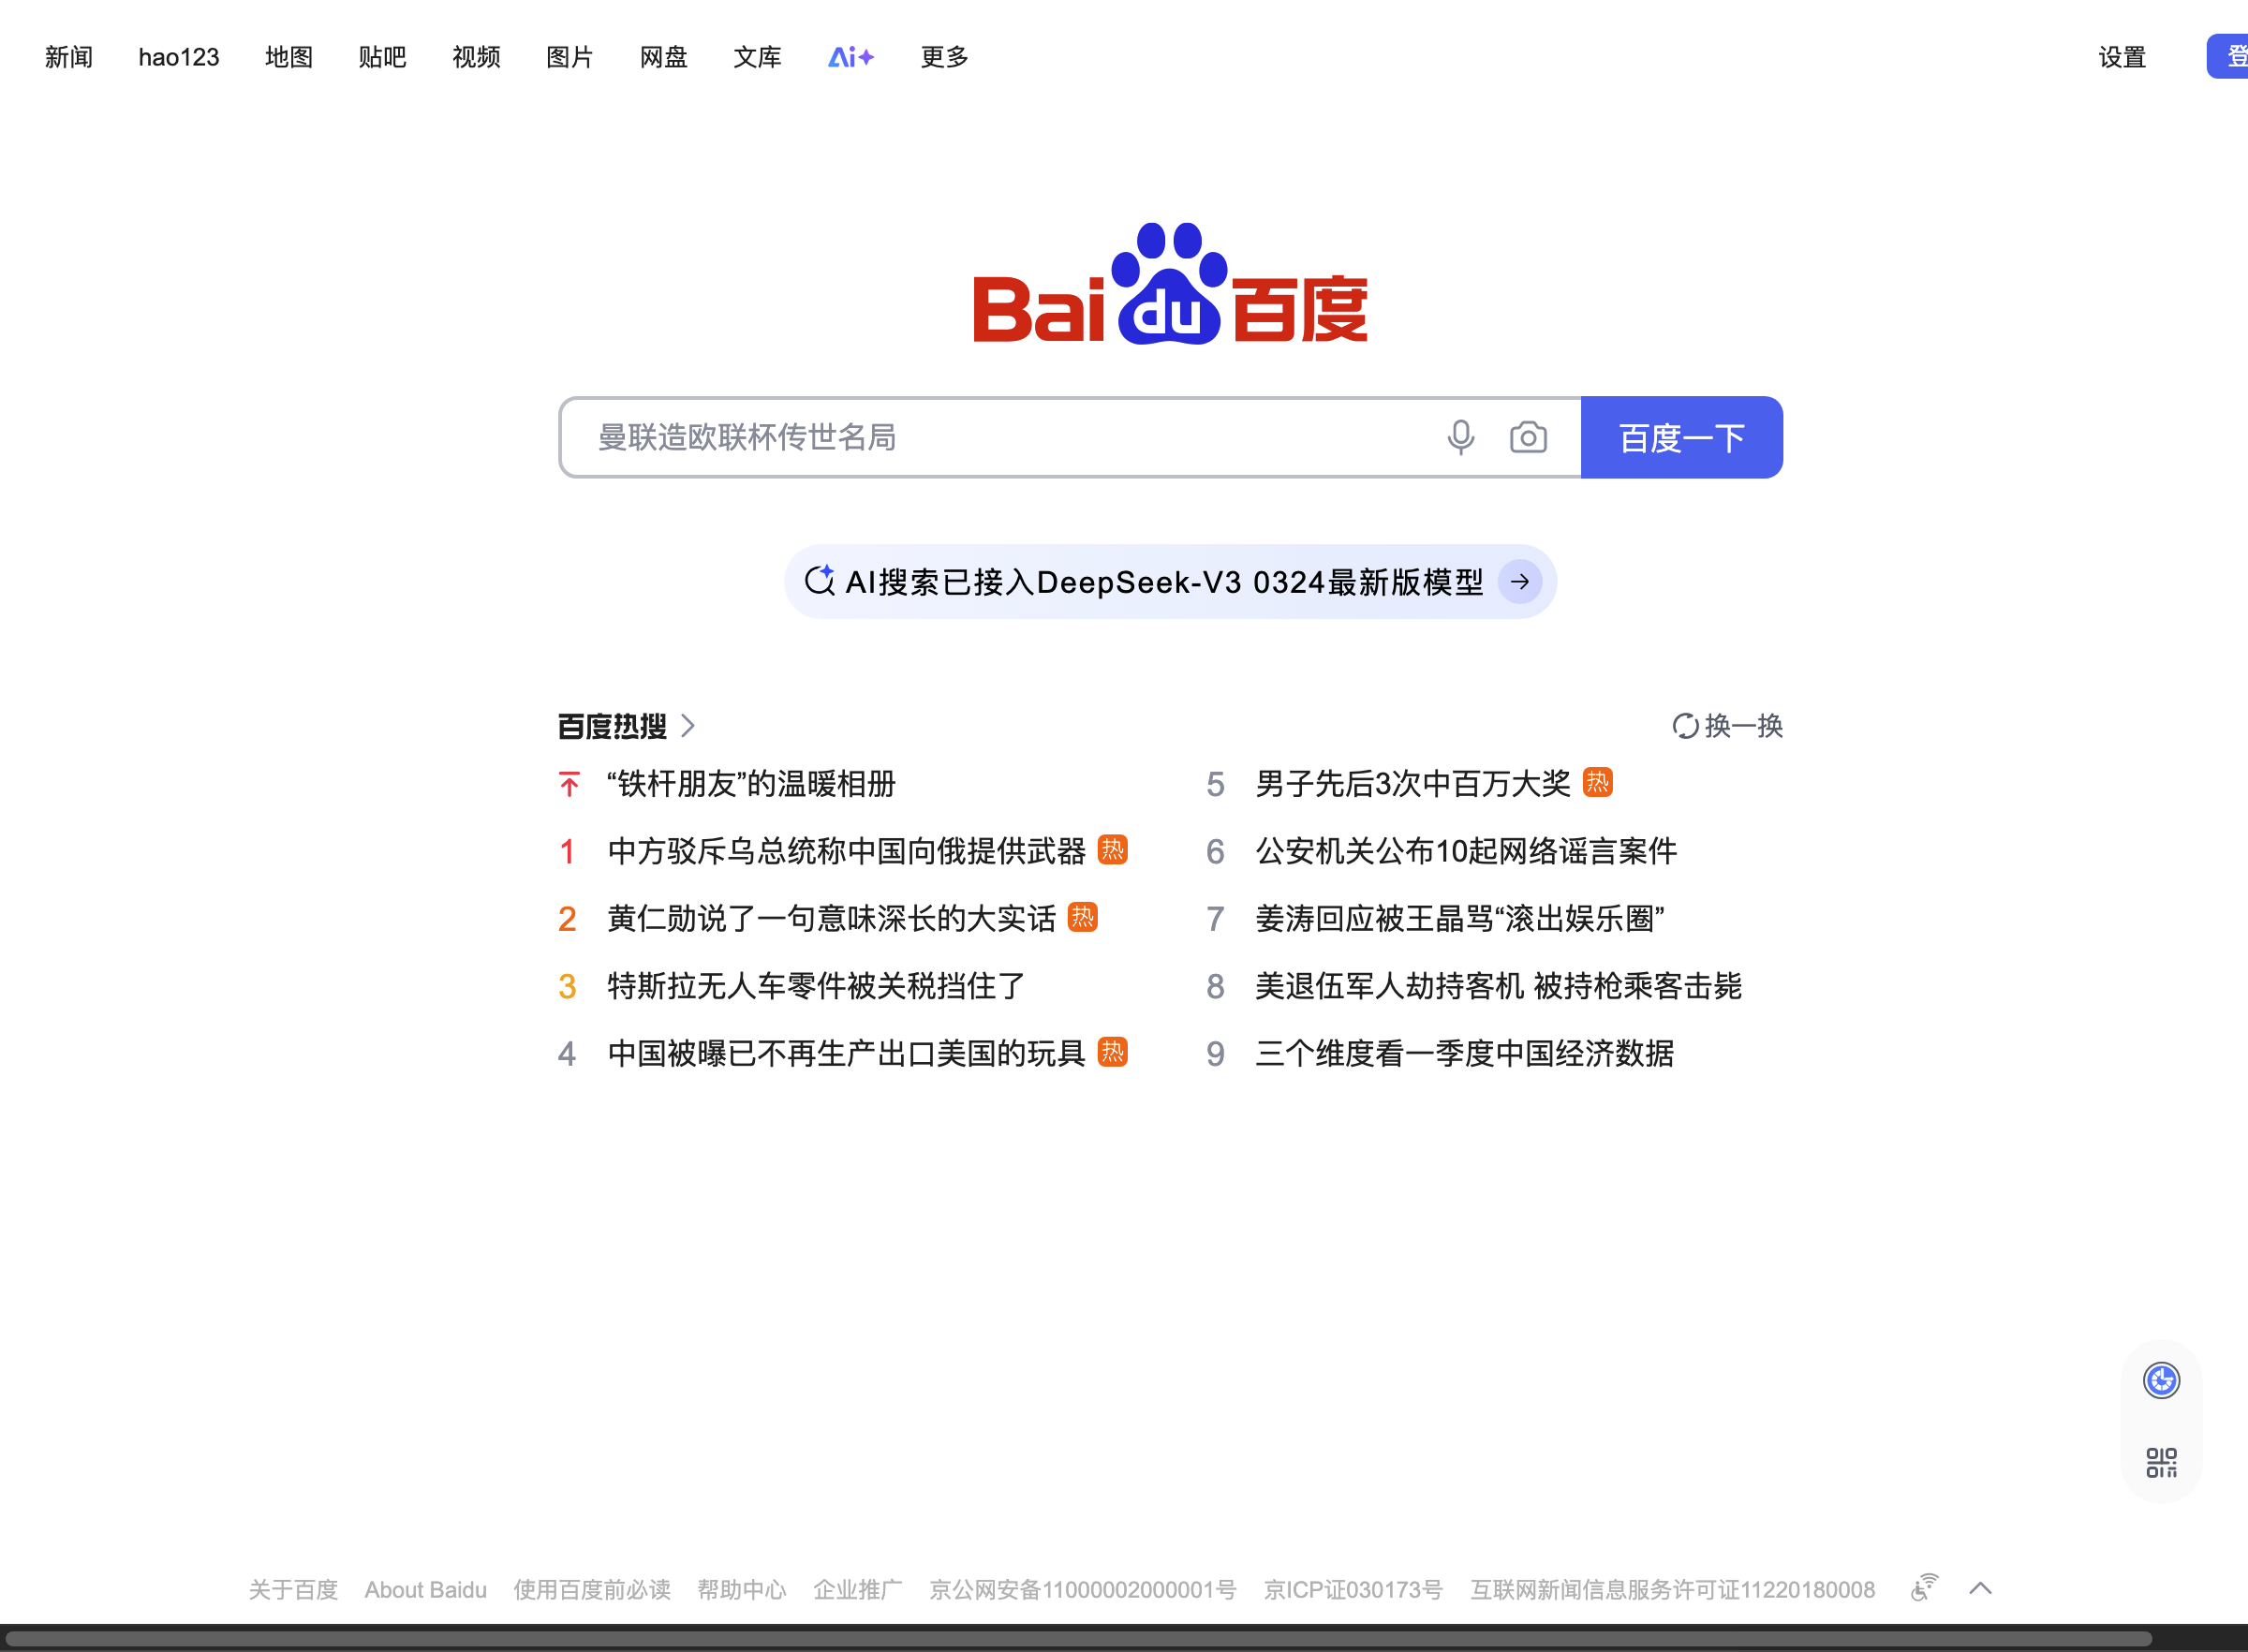 新闻 hao123 地图 贴吧 视频 图片 网盘 文库 Ai+ 更多 设置
Bai du 百度
曼联造欧联杯传世名局 百度一下
AI搜索已接入DeepSeek-V3 0324最新版模型
百度热搜 换一换
“铁杆朋友”的温暖相册
1 中方驳斥乌总统称中国向俄提供武器 热
2 黄仁勋说了一句意味深长的大实话 热
3 特斯拉无人车零件被关税挡住了
4 中国被曝已不再生产出口美国的玩具 热
5 男子先后3次中百万大奖 热
6 公安机关公布10起网络谣言案件
7 姜涛回应被王晶骂“滚出娱乐圈”
8 美退伍军人劫持客机 被持枪乘客击毙
9 三个维度看一季度中国经济数据
关于百度 About Baidu 使用百度前必读 帮助中心 企业推广 京公网安备11000002000001号 京ICP证030173号 互联网新闻信息服务许可证11220180008